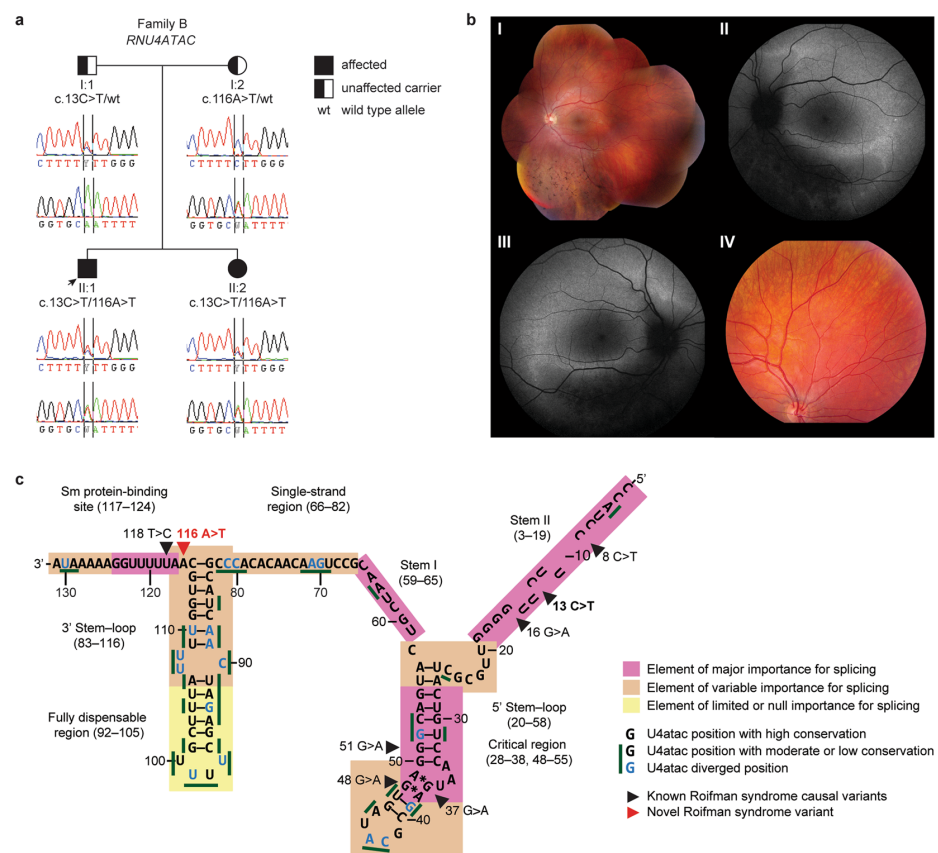 a
Family B
RNU4ATAC
I:1
c.13C>T/wt
I:2
c.116A>T/wt
affected
unaffected carrier
wt wild type allele
C T T T T Y T T G G G
C T T T T C T T G G G
G G T G C A A T T T T
G G T G C W A T T T T
II:1
c.13C>T/116A>T
II:2
c.13C>T/116A>T
C T T T T Y T T G G G
C T T T T Y T T G G G
G G T G C W A T T T T
G G T G C W A T T T T
b
I
II
III
IV
c
Sm protein-binding
site (117–124)
Single-strand
region (66–82)
118 T>C
116 A>T
3'-AUAAAAAGGUUUUUAAC-GCCCACACAACAAGUCCGC
130
120
80
70
Stem I
(59–65)
60
Stem II
(3–19)
5'
10
8 C>T
13 C>T
16 G>A
20
3' Stem–loop
(83–116)
110
90
Fully dispensable
region (92–105)
100
5' Stem–loop
(20–58)
Critical region
(28–38, 48–55)
30
51 G>A
50
48 G>A
37 G>A
40
Element of major importance for splicing
Element of variable importance for splicing
Element of limited or null importance for splicing
G U4atac position with high conservation
G U4atac position with moderate or low conservation
G U4atac diverged position
Known Roifman syndrome causal variants
Novel Roifman syndrome variant